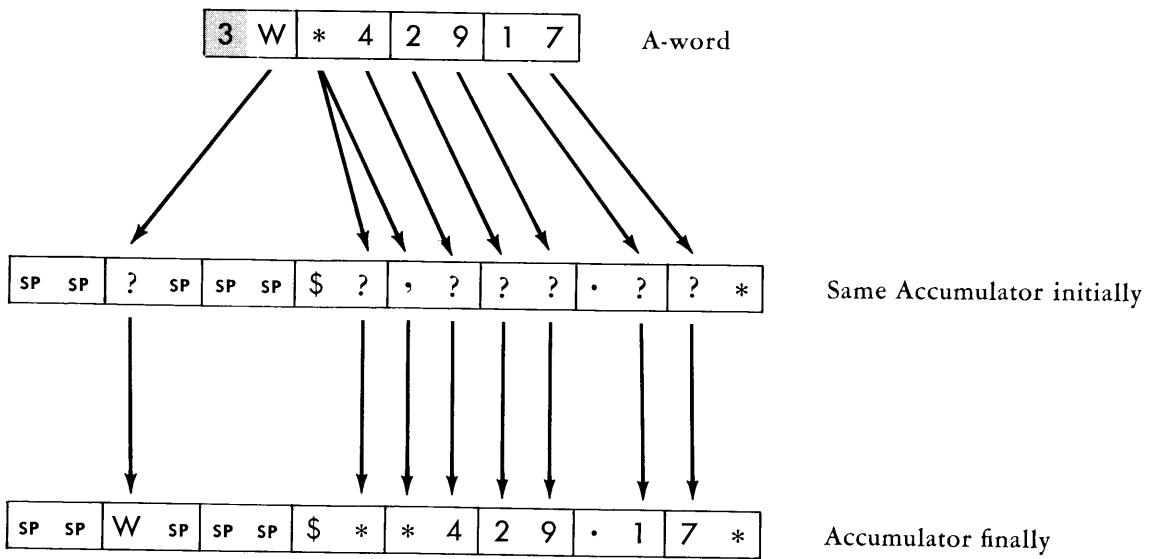 3 W * 4 2 9 1 7 A-word
SP SP ? SP SP SP $ ? , ? ? ? . ? ? * Same Accumulator initially
SP SP W SP SP SP $ * * 4 2 9 . 1 7 * Accumulator finally